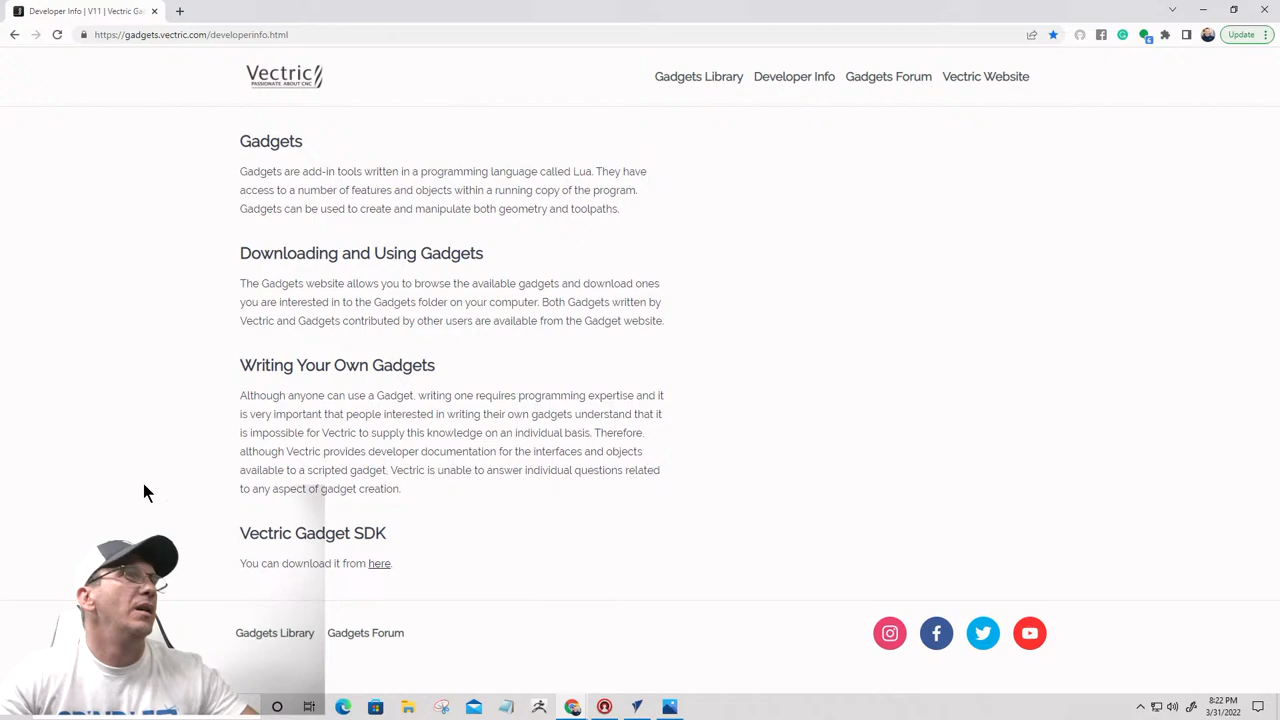 Developer Info | V11 | Vectric Ga
https://gadgets.vectric.com/developerinfo.html
Update
Vectric
PASSIONATE ABOUT CNC
Gadgets Library
Developer Info
Gadgets Forum
Vectric Website
Gadgets
Gadgets are add-in tools written in a programming language called Lua. They have
access to a number of features and objects within a running copy of the program.
Gadgets can be used to create and manipulate both geometry and toolpaths.
Downloading and Using Gadgets
The Gadgets website allows you to browse the available gadgets and download ones
you are interested in to the Gadgets folder on your computer. Both Gadgets written by
Vectric and Gadgets contributed by other users are available from the Gadget website.
Writing Your Own Gadgets
Although anyone can use a Gadget, writing one requires programming expertise and it
is very important that people interested in writing their own gadgets understand that it
is impossible for Vectric to supply this knowledge on an individual basis. Therefore,
although Vectric provides developer documentation for the interfaces and objects
available to a scripted gadget, Vectric is unable to answer individual questions related
to any aspect of gadget creation.
Vectric Gadget SDK
You can download it from here.
Gadgets Library
Gadgets Forum
8:22 PM
3/31/2022